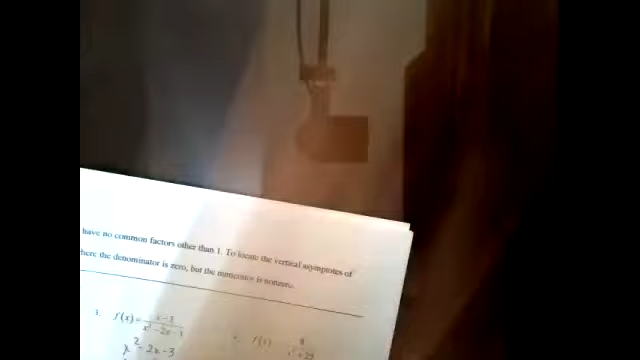 have no common factors other than 1. To locate the vertical asymptotes of
here the denominator is zero, but the numerator is nonzero.
3. f(x) = x-3 / x²-2x-3
f(x)
x²-2x-3